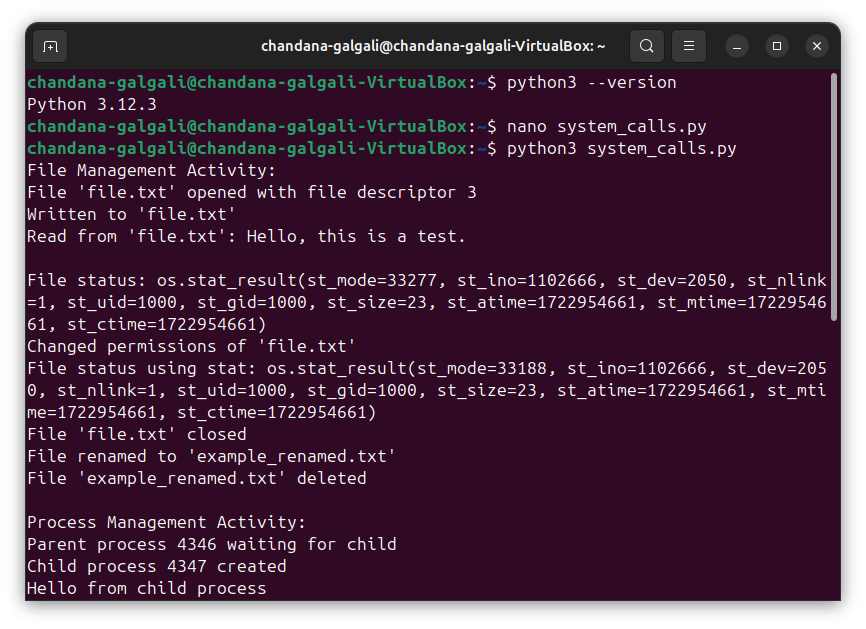 chandana-galgali@chandana-galgali-VirtualBox: ~
chandana-galgali@chandana-galgali-VirtualBox:~$ python3 --version
Python 3.12.3
chandana-galgali@chandana-galgali-VirtualBox:~$ nano system_calls.py
chandana-galgali@chandana-galgali-VirtualBox:~$ python3 system_calls.py
File Management Activity:
File 'file.txt' opened with file descriptor 3
Written to 'file.txt'
Read from 'file.txt': Hello, this is a test.
File status: os.stat_result(st_mode=33277, st_ino=1102666, st_dev=2050, st_nlink
=1, st_uid=1000, st_gid=1000, st_size=23, st_atime=1722954661, st_mtime=17229546
61, st_ctime=1722954661)
Changed permissions of 'file.txt'
File status using stat: os.stat_result(st_mode=33188, st_ino=1102666, st_dev=205
0, st_nlink=1, st_uid=1000, st_gid=1000, st_size=23, st_atime=1722954661, st_mti
me=1722954661, st_ctime=1722954661)
File 'file.txt' closed
File renamed to 'example_renamed.txt'
File 'example_renamed.txt' deleted
Process Management Activity:
Parent process 4346 waiting for child
Child process 4347 created
Hello from child process